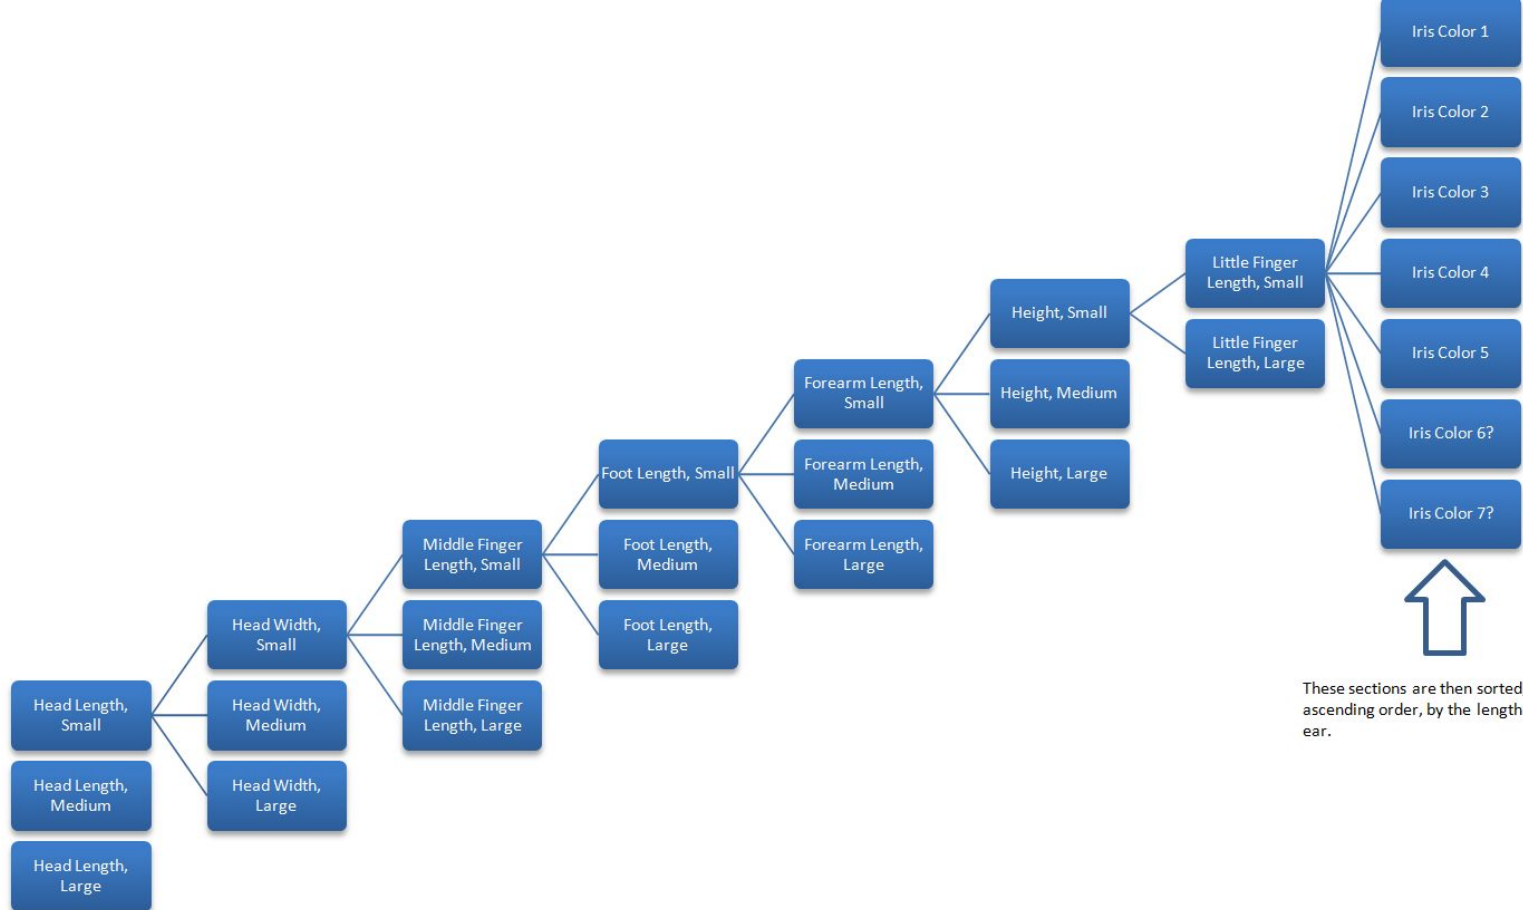 Head Length,
Small
Head Length,
Medium
Head Length,
Large
Head Width,
Small
Head Width,
Medium
Head Width,
Large
Middle Finger
Length, Small
Middle Finger
Length, Medium
Middle Finger
Length, Large
Foot Length, Small
Foot Length,
Medium
Foot Length,
Large
Forearm Length,
Small
Forearm Length,
Medium
Forearm Length,
Large
Height, Small
Height, Medium
Height, Large
Little Finger
Length, Small
Little Finger
Length, Large
Iris Color 1
Iris Color 2
Iris Color 3
Iris Color 4
Iris Color 5
Iris Color 6?
Iris Color 7?
These sections are then sorted
ascending order, by the length
ear.